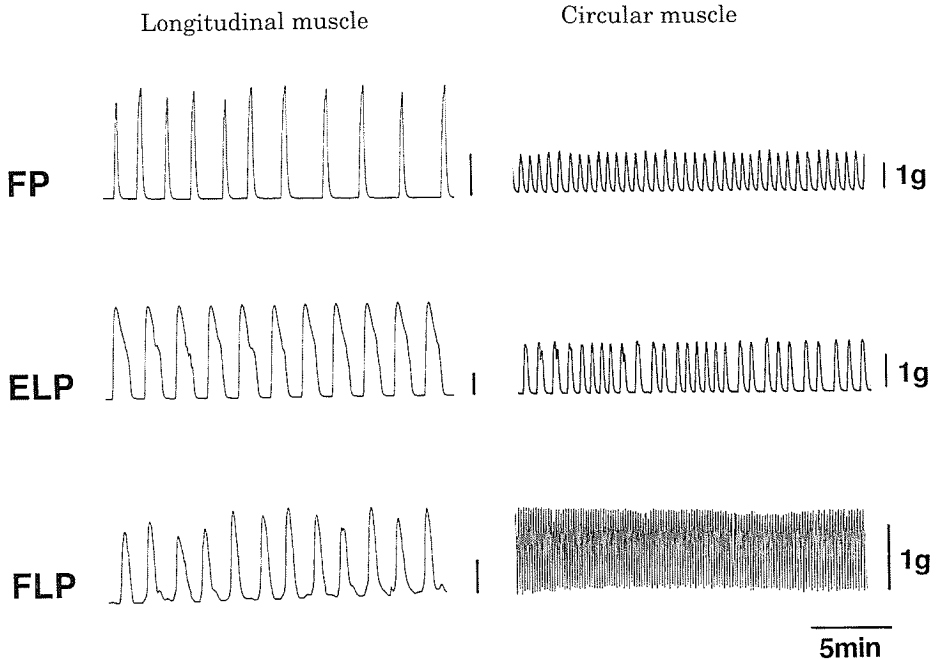 Longitudinal muscle
Circular muscle
FP
1g
ELP
1g
FLP
1g
5min